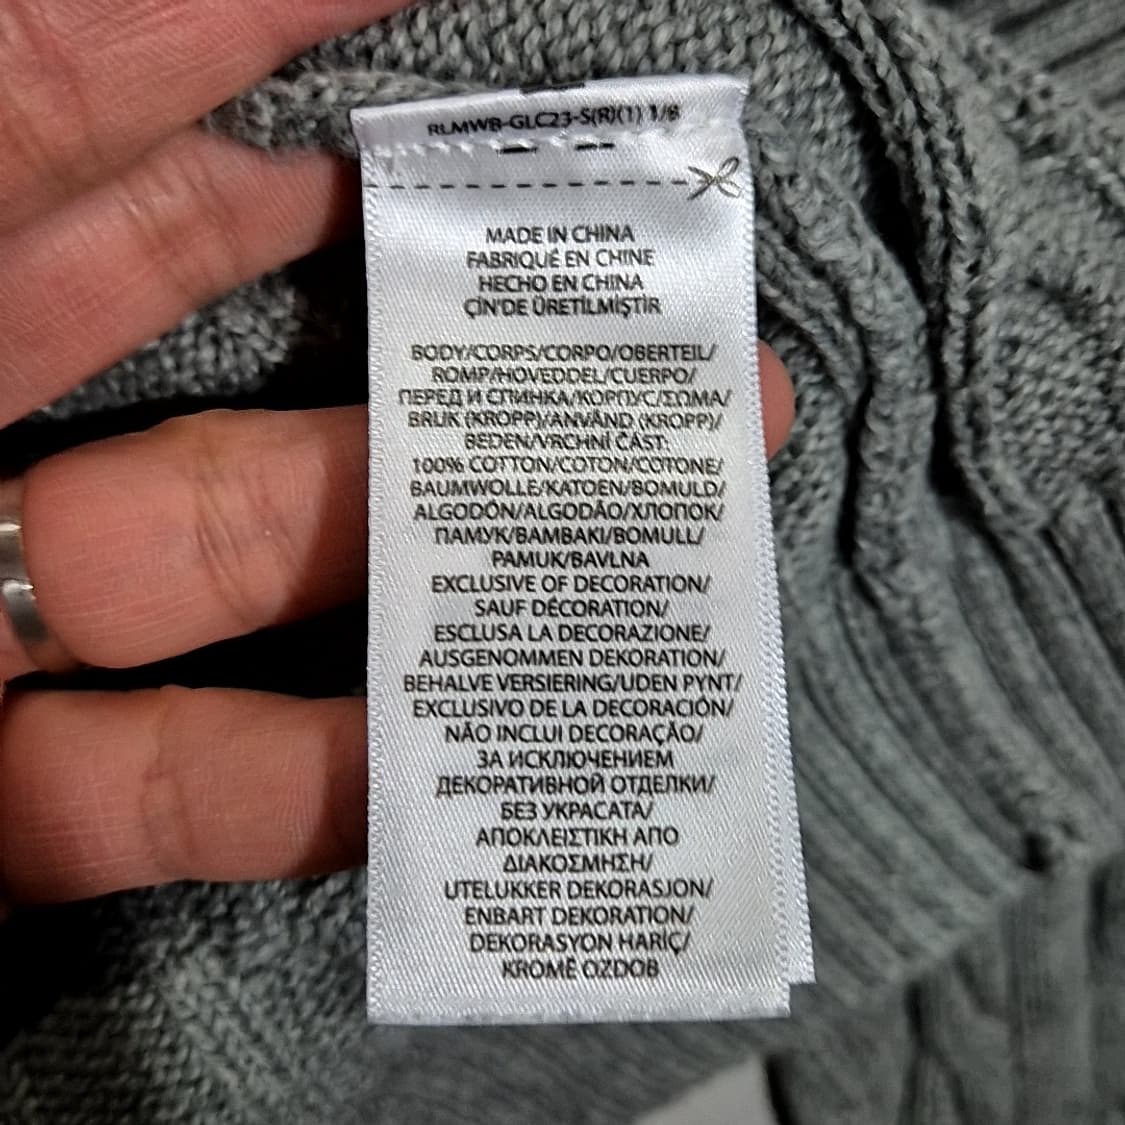 RLMWB-GLC23-S(R)(1) 1/6
MADE IN CHINA
FABRIQUÉ EN CHINE
HECHO EN CHINA
ÇİN'DE ÜRETİLMİŞTİR
BODY/CORPS/CORPO/OBERTEIL/
ROMP/HOVEDDEL/CUERPO/
ПЕРЕД И СПИНКА/КОРПУС/ΣΩΜΑ/
BRUK (KROPP)/ANVÄND (KROPP)/
BEDEN/VRCHNÍ ČÁST:
100% COTTON/COTON/COTONE/
BAUMWOLLE/KATOEN/BOMULD/
ALGODÓN/ALGODÃO/ХЛОПОК/
ПАМУК/ΒΑΜΒΑΚΙ/BOMULL/
PAMUK/BAVLNA
EXCLUSIVE OF DECORATION/
SAUF DÉCORATION/
ESCLUSA LA DECORAZIONE/
AUSGENOMMEN DEKORATION/
BEHALVE VERSIERING/UDEN PYNT/
EXCLUSIVO DE LA DECORACIÓN/
NÃO INCLUI DECORAÇÃO/
ЗА ИСКЛЮЧЕНИЕМ
ДЕКОРАТИВНОЙ ОТДЕЛКИ/
БЕЗ УКРАСАТА/
ΑΠΟΚΛΕΙΣΤΙΚΗ ΑΠΟ
ΔΙΑΚΟΣΜΗΣΗ/
UTELUKKER DEKORASJON/
ENBART DEKORATION/
DEKORASYON HARİÇ/
KROMĚ OZDOB